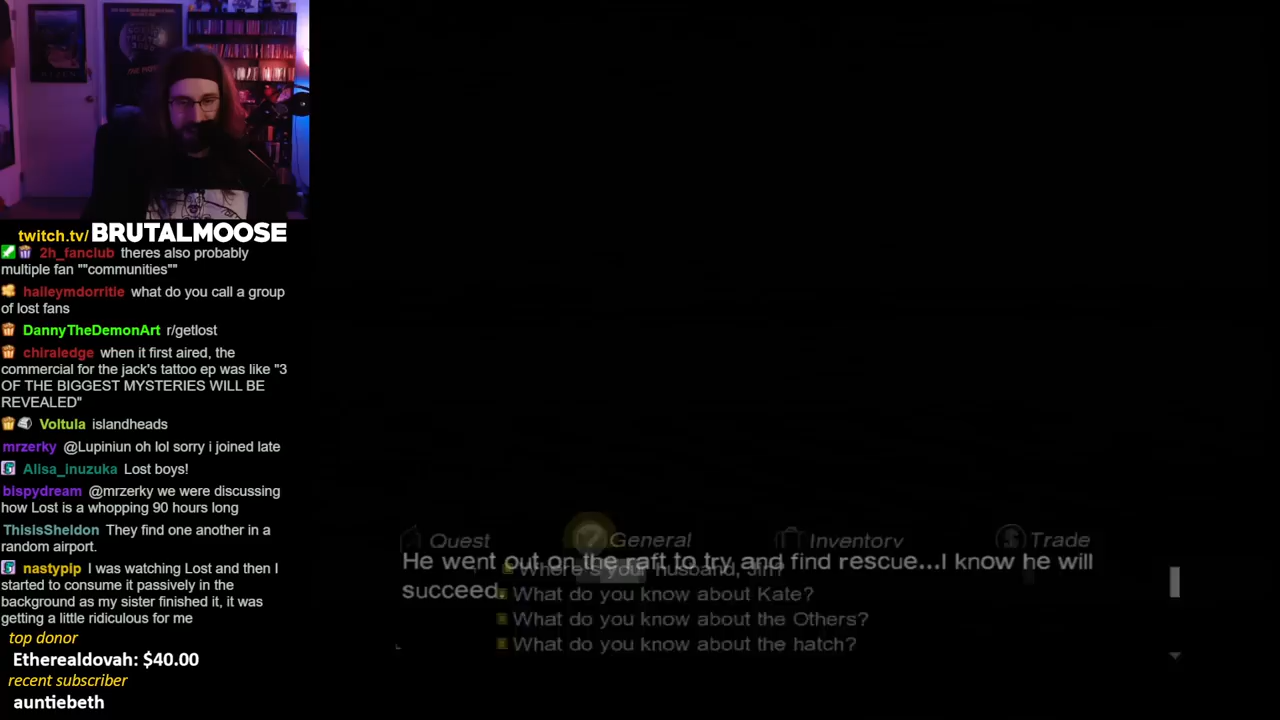 twitch.tv/BRUTALMOOSE
2h_fanclub theres also probably
multiple fan ""communities""
haileymdorritie what do you call a group
of lost fans
DannyTheDemonArt r/getlost
chiraledge when it first aired, the
commercial for the jack's tattoo ep was like "3
OF THE BIGGEST MYSTERIES WILL BE
REVEALED"
Voltula islandheads
mrzerky @Lupiniun oh lol sorry i joined late
Alisa_inuzuka Lost boys!
bispydream @mrzerky we were discussing
how Lost is a whopping 90 hours long
ThisIsSheldon They find one another in a
random airport.
nastypip I was watching Lost and then I
started to consume it passively in the
background as my sister finished it, it was
getting a little ridiculous for me
top donor
Etherealdovah: $40.00
recent subscriber
auntiebeth
Quest General Inventory Trade
He went out on the raft to try and find rescue...I know he will
succeed.
Where's your husband, Jin?
What do you know about Kate?
What do you know about the Others?
What do you know about the hatch?